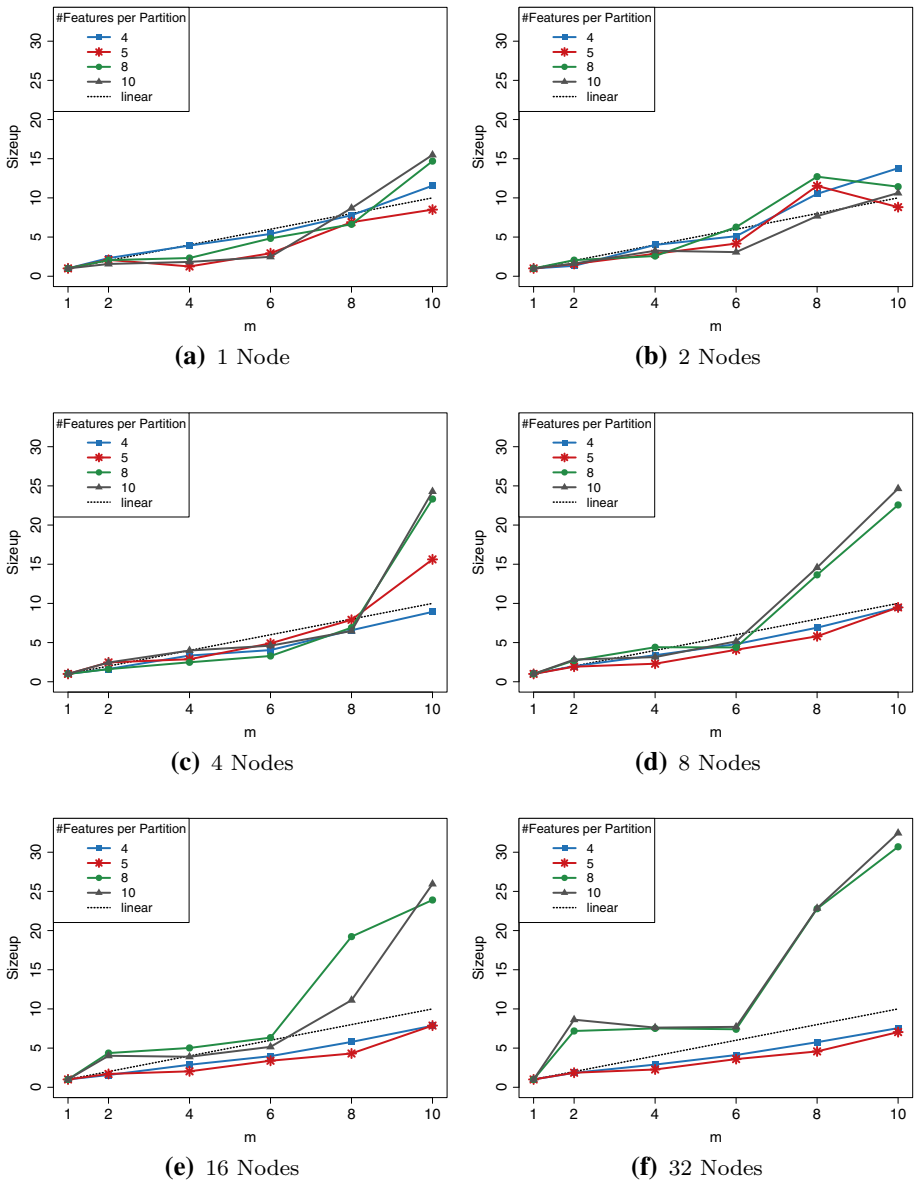 #Features per Partition
4
5
8
10
linear
Sizeup
0 5 10 15 20 25 30
1 2 4 6 8 10
m
(a) 1 Node
#Features per Partition
4
5
8
10
linear
Sizeup
0 5 10 15 20 25 30
1 2 4 6 8 10
m
(b) 2 Nodes
#Features per Partition
4
5
8
10
linear
Sizeup
0 5 10 15 20 25 30
1 2 4 6 8 10
m
(c) 4 Nodes
#Features per Partition
4
5
8
10
linear
Sizeup
0 5 10 15 20 25 30
1 2 4 6 8 10
m
(d) 8 Nodes
#Features per Partition
4
5
8
10
linear
Sizeup
0 5 10 15 20 25 30
1 2 4 6 8 10
m
(e) 16 Nodes
#Features per Partition
4
5
8
10
linear
Sizeup
0 5 10 15 20 25 30
1 2 4 6 8 10
m
(f) 32 Nodes